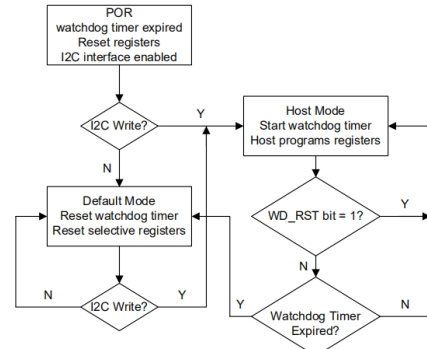 POR
watchdog timer expired
Reset registers
I2C interface enabled
I2C Write?
Y
N
Host Mode
Start watchdog timer
Host programs registers
Default Mode
Reset watchdog timer
Reset selective registers
WD_RST bit = 1?
Y
N
I2C Write?
N
Y
Watchdog Timer
Expired?
Y
N